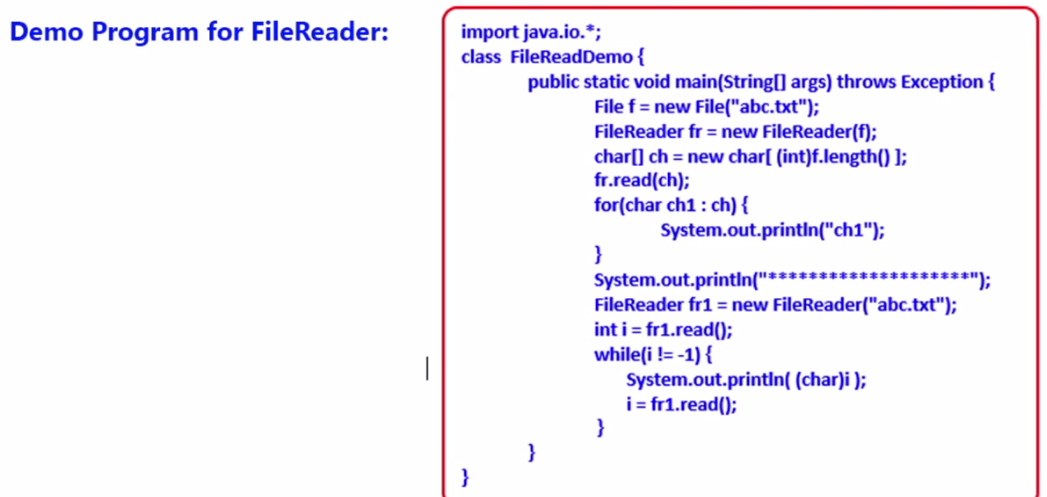 Demo Program for FileReader:
import java.io.*;
class FileReadDemo {
public static void main(String[] args) throws Exception {
File f = new File("abc.txt");
FileReader fr = new FileReader(f);
char[] ch = new char[ (int)f.length() ];
fr.read(ch);
for(char ch1 : ch) {
System.out.println("ch1");
}
System.out.println("********************");
FileReader fr1 = new FileReader("abc.txt");
int i = fr1.read();
while(i != -1) {
System.out.println( (char)i );
i = fr1.read();
}
}
}